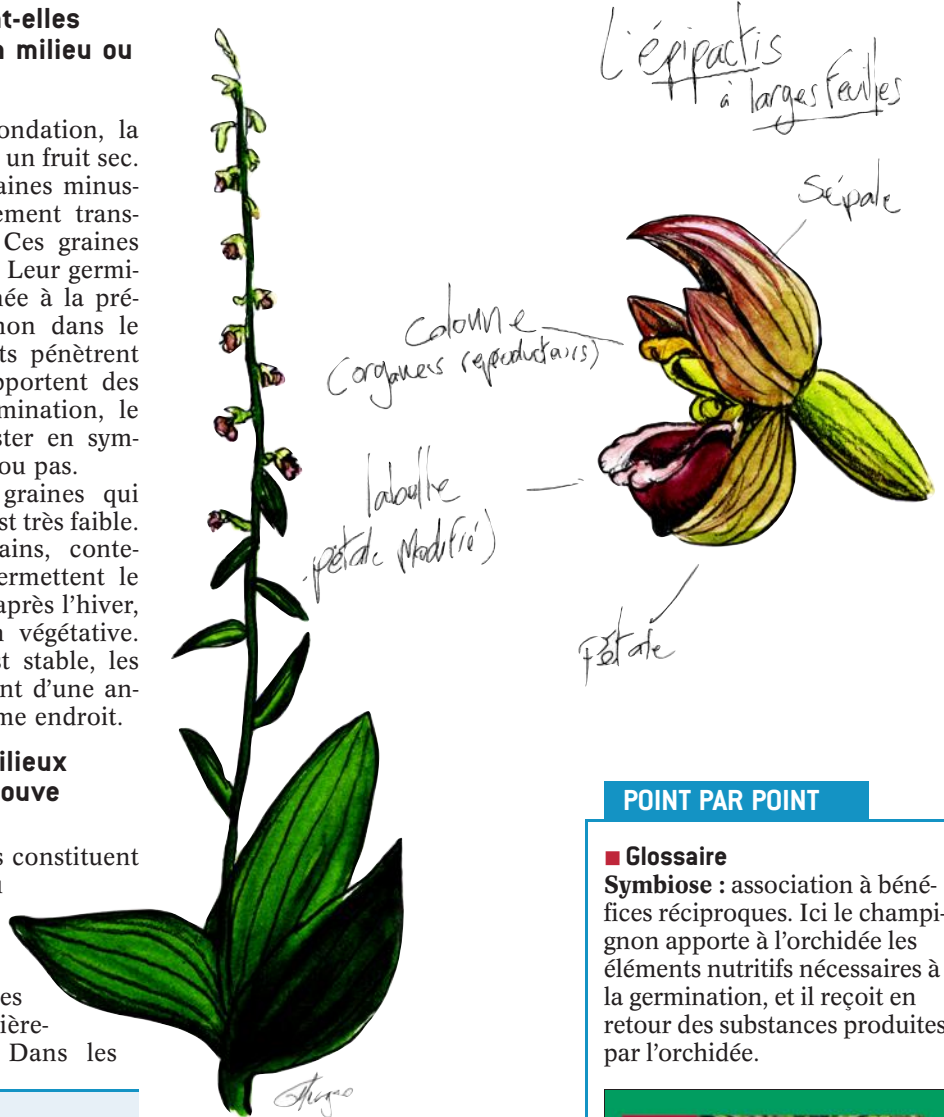 t-elles
n milieu ou
ondation, la
un fruit sec.
aines minus-
ement trans-
Ces graines
Leur germi-
née à la pré-
non dans le
ts pénètrent
pportent des
mination, le
ster en sym-
ou pas.
graines qui
st très faible.
ains, conte-
ermettent le
après l'hiver,
n végétative.
st stable, les
nt d'une an-
me endroit.
ilieux
ouve
s constituent
es
ière-
Dans les
L'épipactis
à larges feuilles
Sépale
Colonne
(organes reproducteurs)
labelle
(pétale modifié)
Pétale
POINT PAR POINT
Glossaire
Symbiose : association à béné-
fices réciproques. Ici le champi-
gnon apporte à l'orchidée les
éléments nutritifs nécessaires à
la germination, et il reçoit en
retour des substances produites
par l'orchidée.